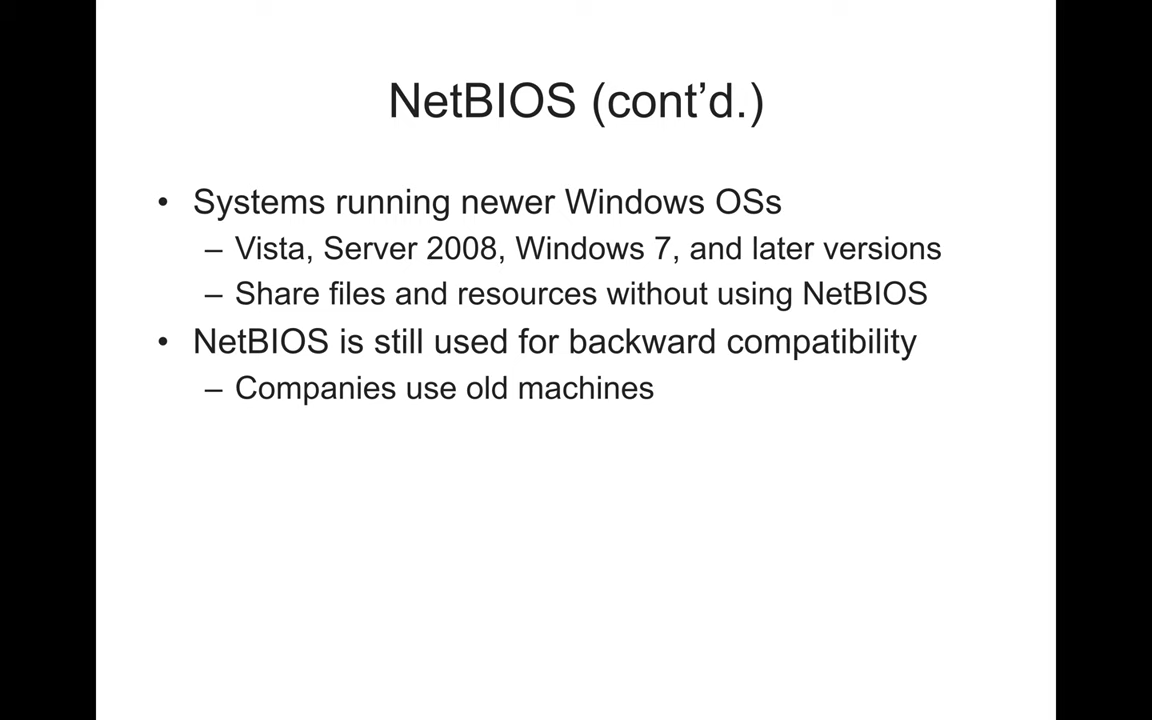 NetBIOS (cont’d.)
• Systems running newer Windows OSs
– Vista, Server 2008, Windows 7, and later versions
– Share files and resources without using NetBIOS
• NetBIOS is still used for backward compatibility
– Companies use old machines